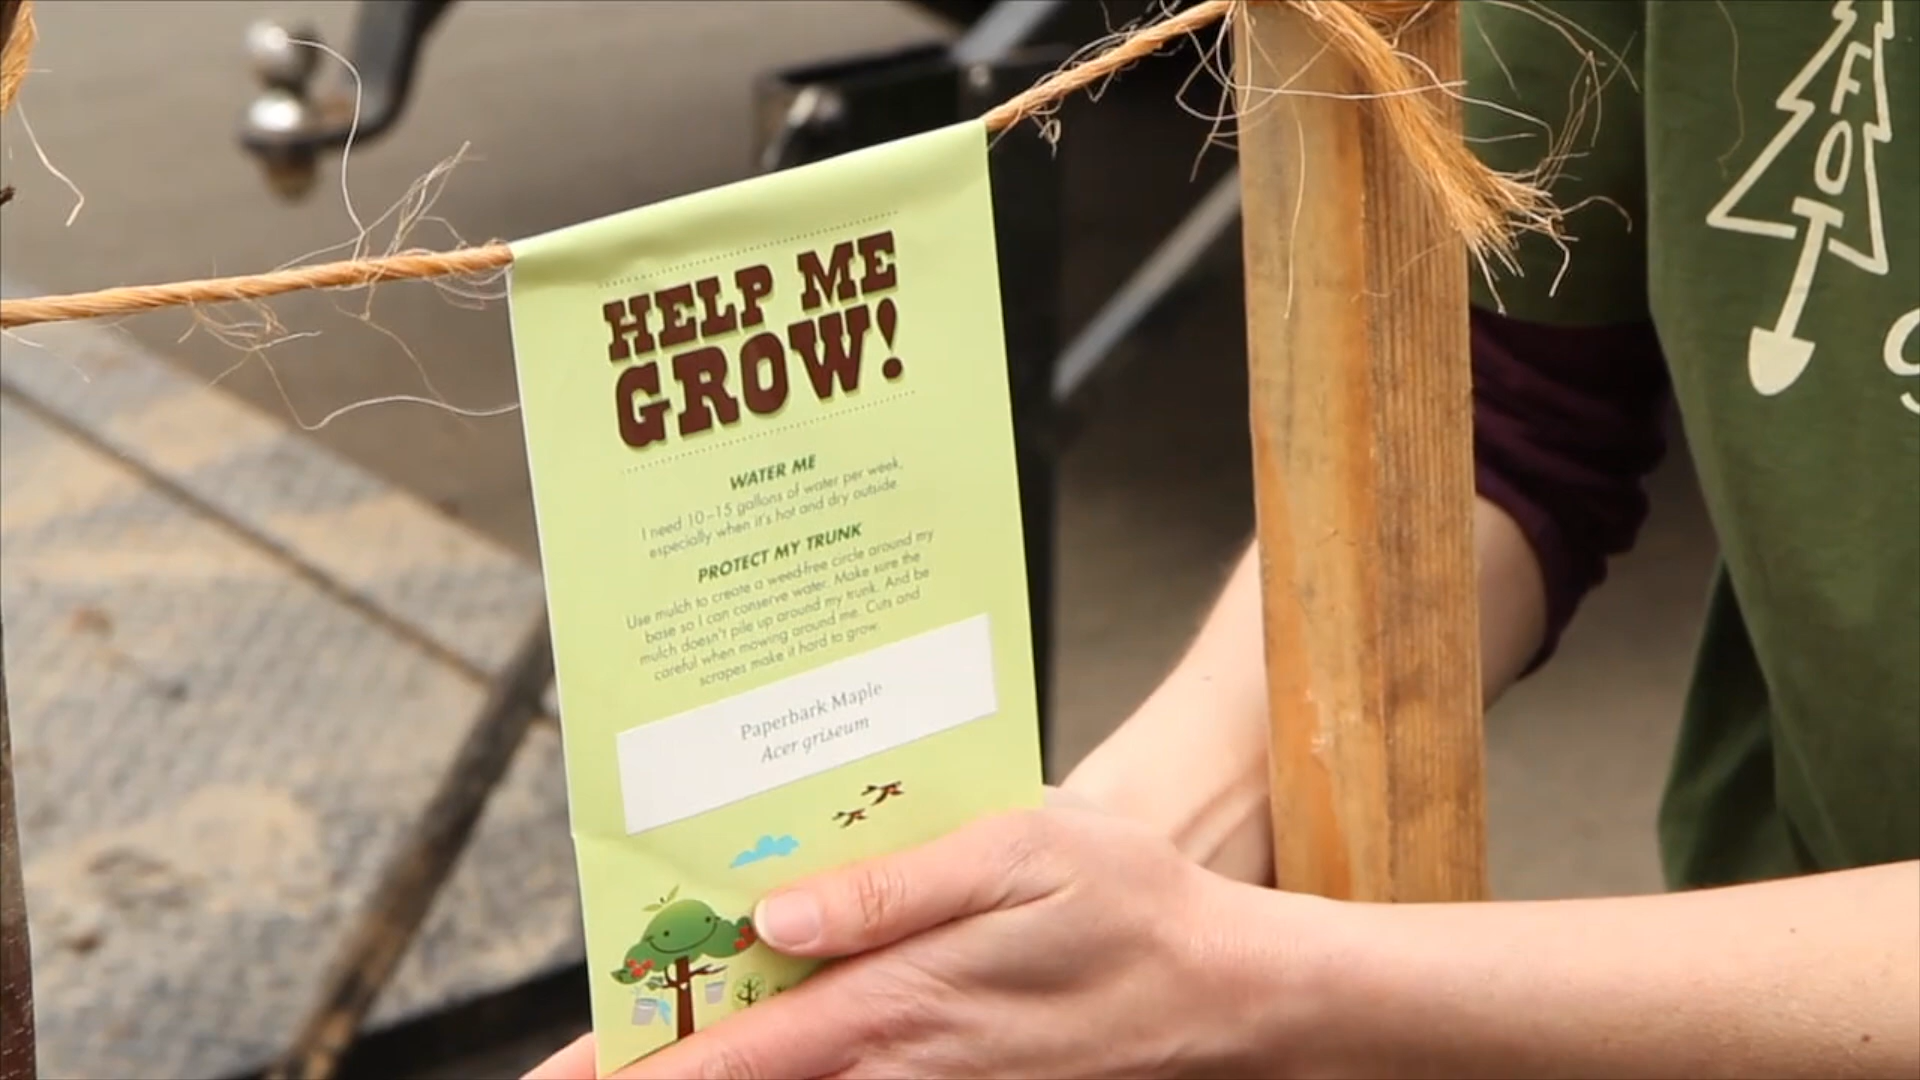 HELP ME
GROW!
WATER ME
I need 10–15 gallons of water per week,
especially when it's hot and dry outside.
PROTECT MY TRUNK
Use mulch to create a weed-free circle around my
base so I can conserve water. Make sure the
mulch doesn't pile up around my trunk. And be
careful when mowing around me. Cuts and
scrapes make it hard to grow.
Paperbark Maple
Acer griseum
FOT